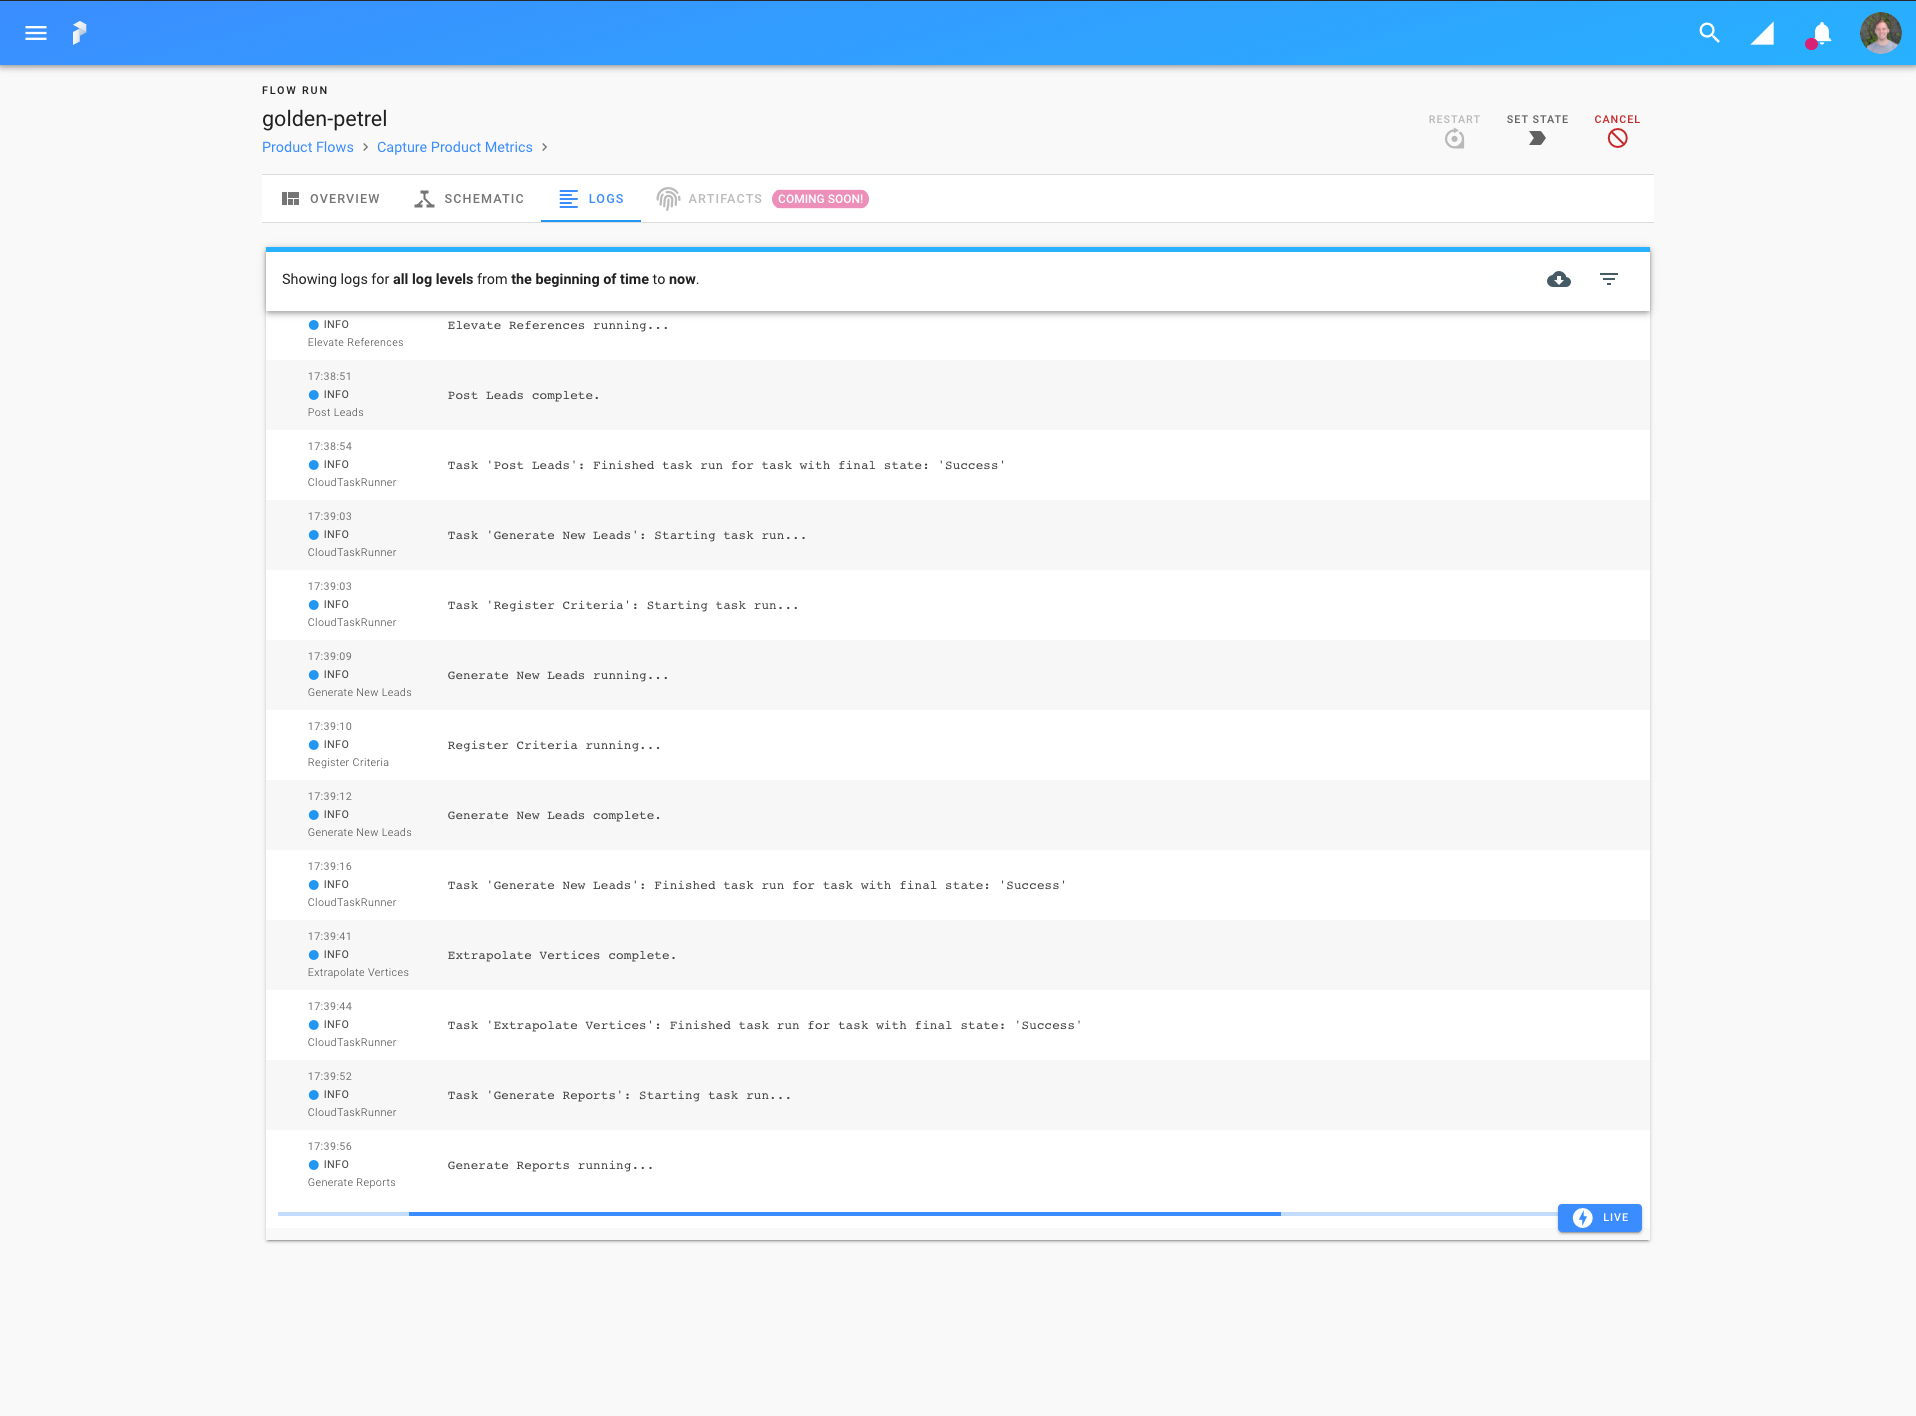 FLOW RUN
golden-petrel
Product Flows > Capture Product Metrics >
RESTART
SET STATE
CANCEL
OVERVIEW
SCHEMATIC
LOGS
ARTIFACTS
COMING SOON!
Showing logs for all log levels from the beginning of time to now.
INFO
Elevate References
Elevate References running...
17:38:51
INFO
Post Leads
Post Leads complete.
17:38:54
INFO
CloudTaskRunner
Task 'Post Leads': Finished task run for task with final state: 'Success'
17:39:03
INFO
CloudTaskRunner
Task 'Generate New Leads': Starting task run...
17:39:03
INFO
CloudTaskRunner
Task 'Register Criteria': Starting task run...
17:39:09
INFO
Generate New Leads
Generate New Leads running...
17:39:10
INFO
Register Criteria
Register Criteria running...
17:39:12
INFO
Generate New Leads
Generate New Leads complete.
17:39:16
INFO
CloudTaskRunner
Task 'Generate New Leads': Finished task run for task with final state: 'Success'
17:39:41
INFO
Extrapolate Vertices
Extrapolate Vertices complete.
17:39:44
INFO
CloudTaskRunner
Task 'Extrapolate Vertices': Finished task run for task with final state: 'Success'
17:39:52
INFO
CloudTaskRunner
Task 'Generate Reports': Starting task run...
17:39:56
INFO
Generate Reports
Generate Reports running...
LIVE